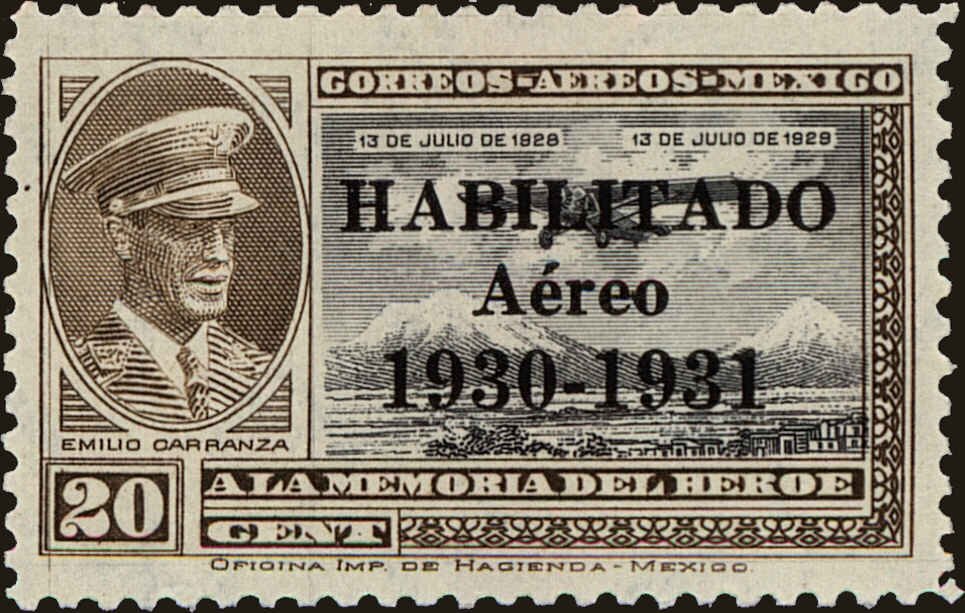 CORREOS-AEREOS-MEXICO
13 DE JULIO DE 1928 13 DE JULIO DE 1929
HABILITADO
Aéreo
1930-1931
EMILIO CARRANZA
20
CENT
A LA MEMORIA DEL HEROE
OFICINA IMP. DE HACIENDA-MEXICO.